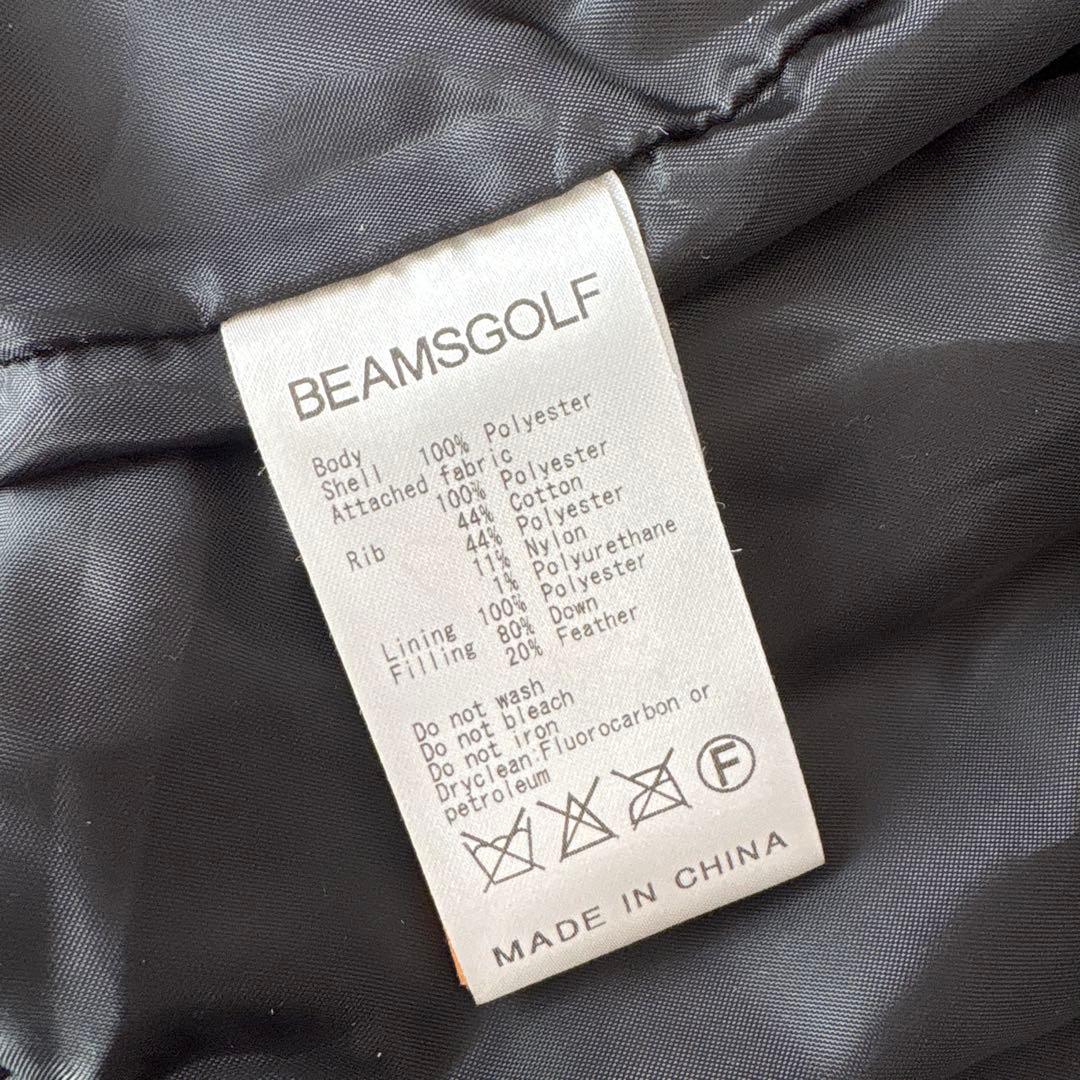 BEAMSGOLF
Body
Shell 100% Polyester
Attached fabric
100% Polyester
Rib 44% Cotton
44% Polyester
11% Nylon
1% Polyurethane
Lining 100% Polyester
Filling 80% Down
20% Feather
Do not wash
Do not bleach
Do not iron
Dryclean:Fluorocarbon or
petroleum
F
MADE IN CHINA